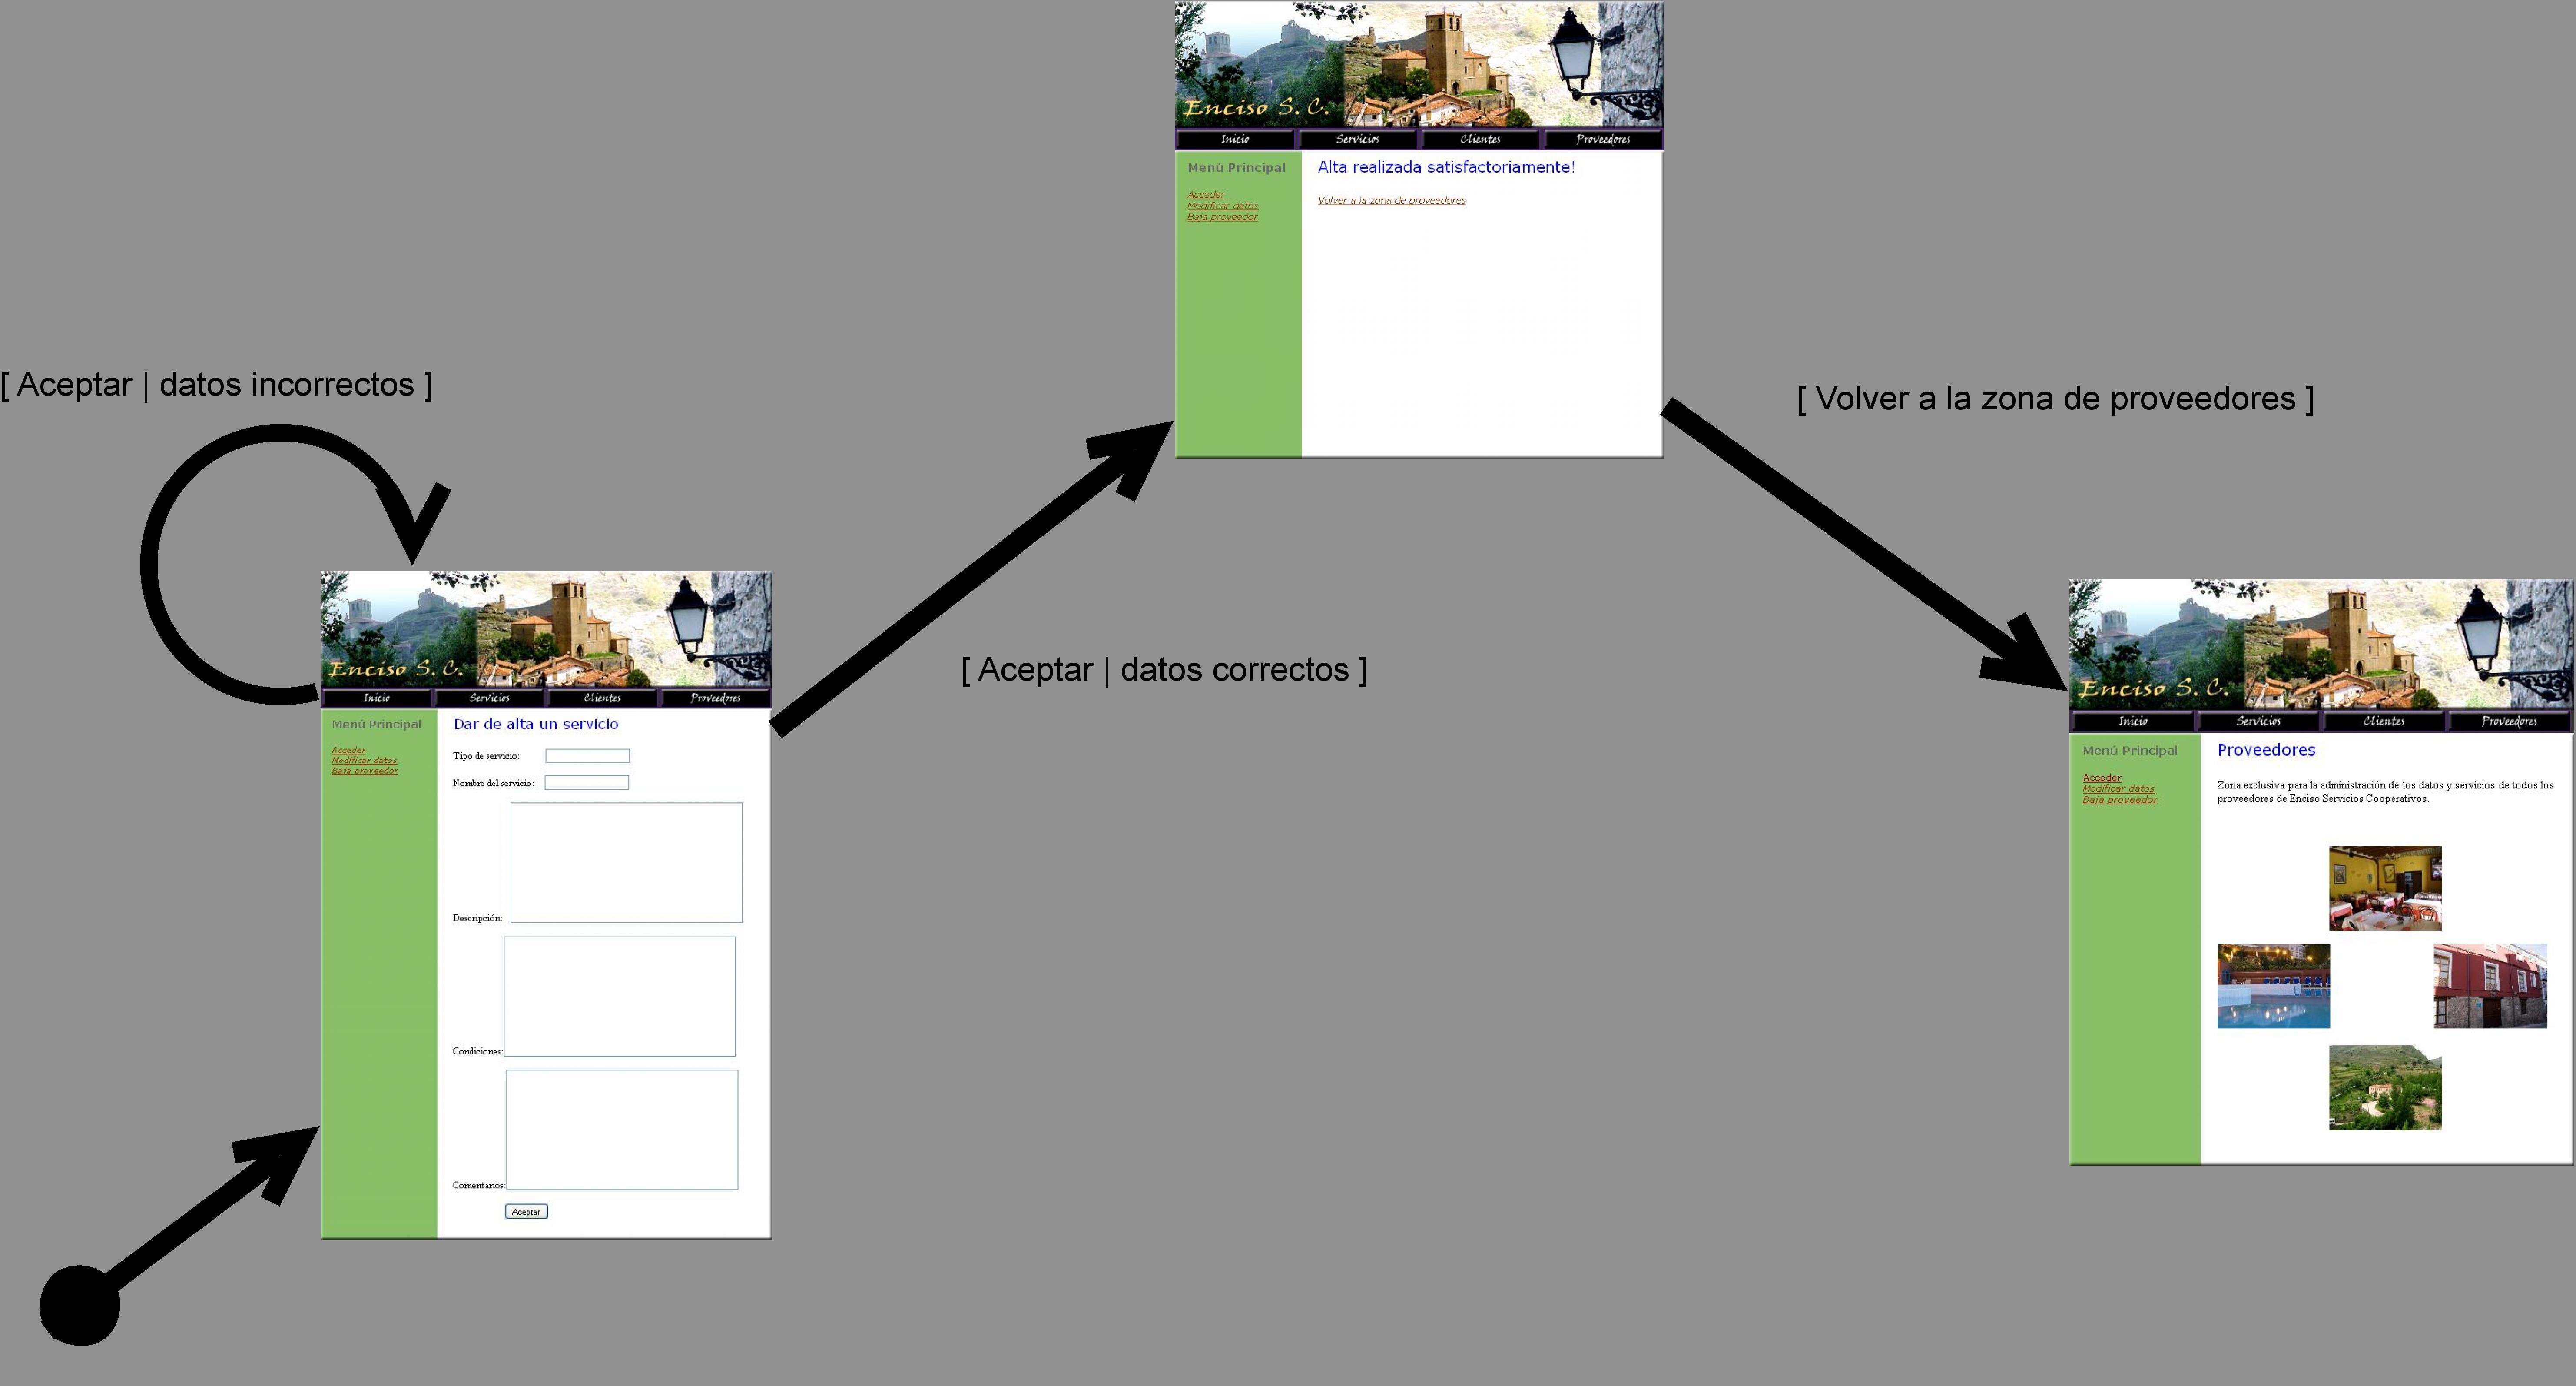 Enciso S. C.
Inicio Servicios Clientes Proveedores
Menú Principal
Acceder
Modificar datos
Baja proveedor
Alta realizada satisfactoriamente!
Volver a la zona de proveedores
[ Aceptar | datos incorrectos ]
[ Volver a la zona de proveedores ]
[ Aceptar | datos correctos ]
Enciso S. C.
Inicio Servicios Clientes Proveedores
Menú Principal
Acceder
Modificar datos
Baja proveedor
Dar de alta un servicio
Tipo de servicio:
Nombre del servicio:
Descripción:
Condiciones:
Comentarios:
Aceptar
Enciso S. C.
Inicio Servicios Clientes Proveedores
Menú Principal
Acceder
Modificar datos
Baja proveedor
Proveedores
Zona exclusiva para la administración de los datos y servicios de todos los
proveedores de Enciso Servicios Cooperativos.